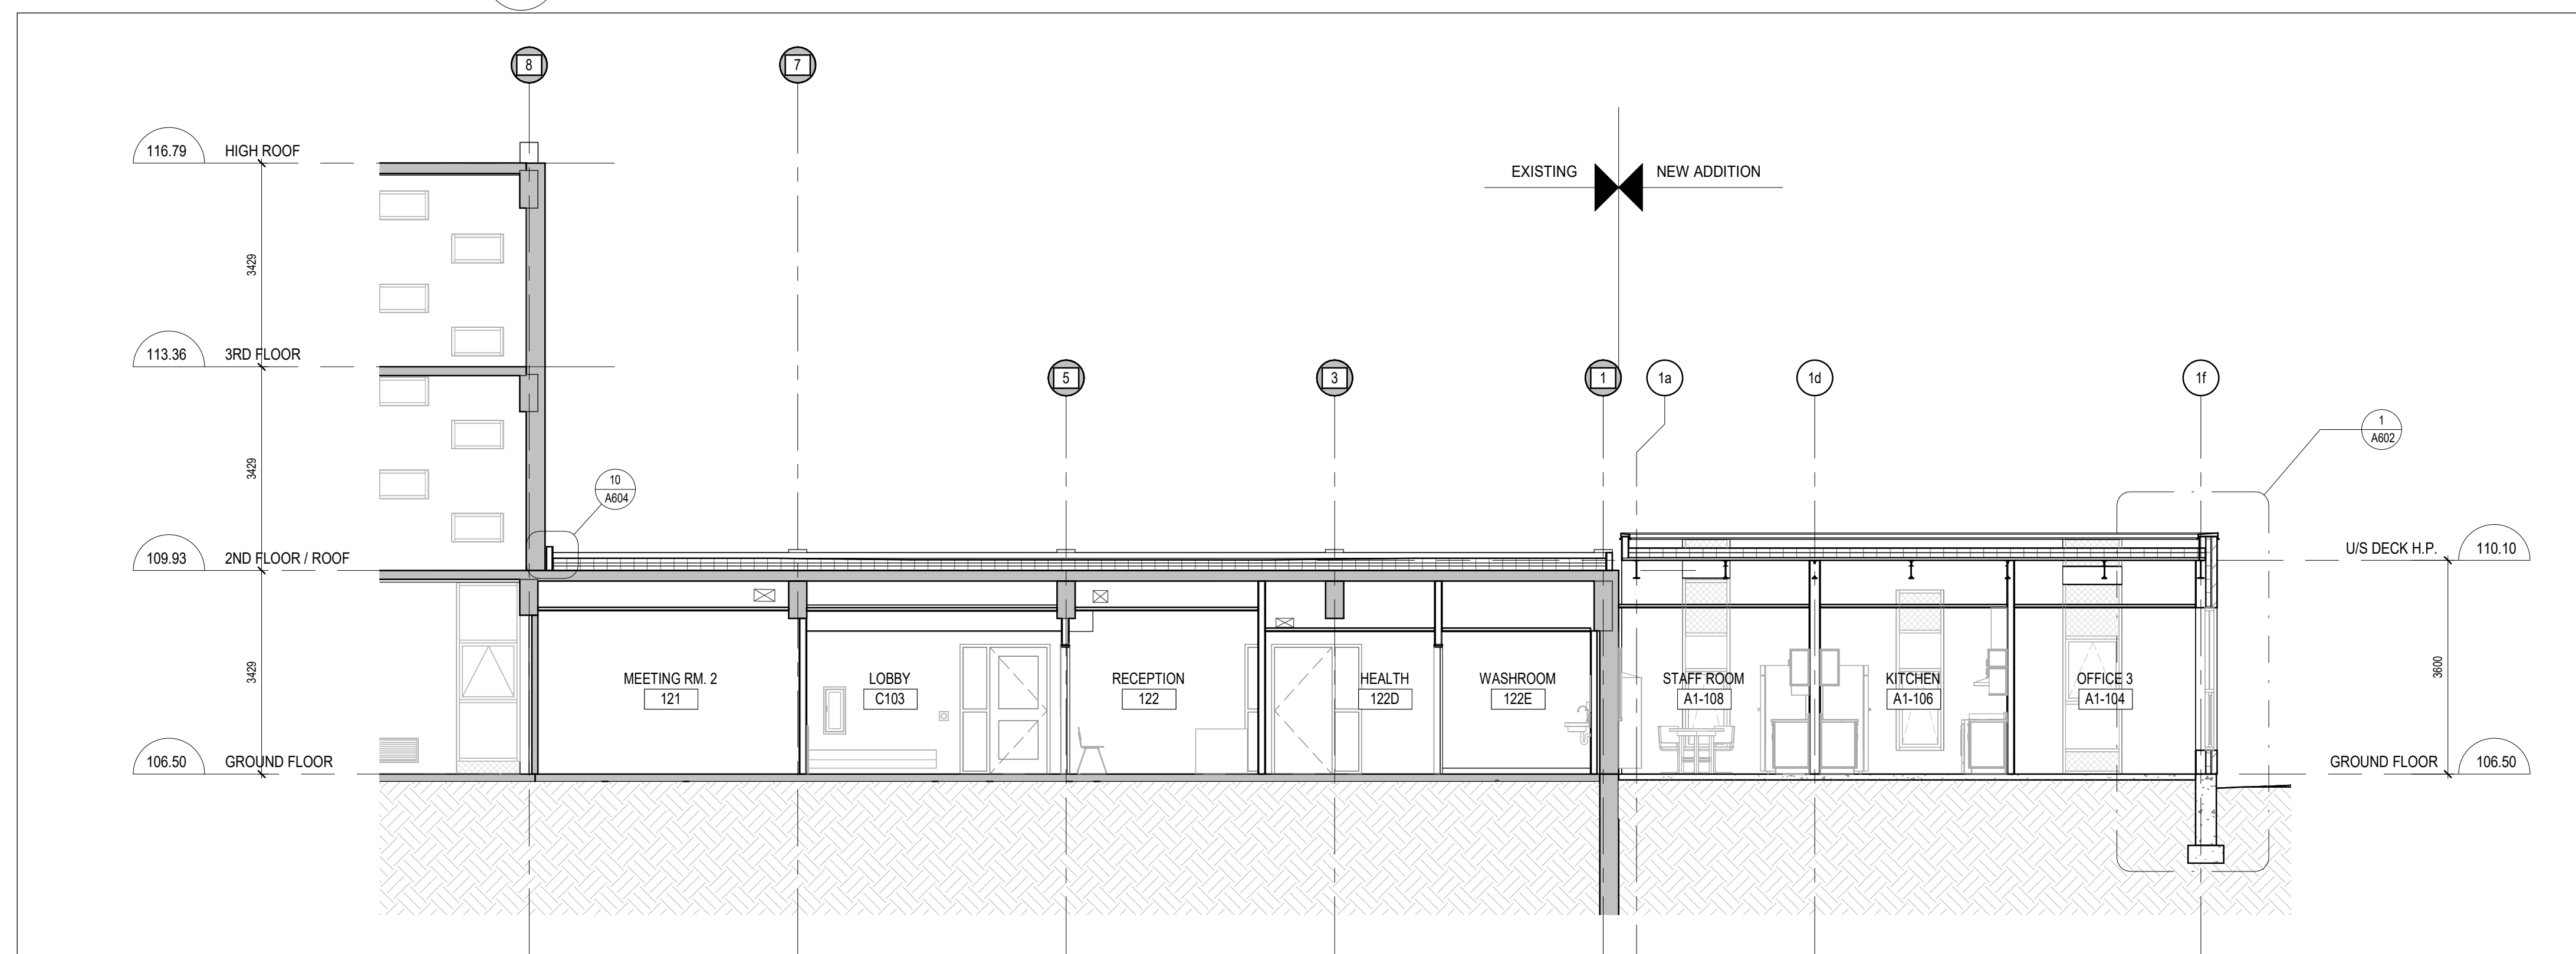 8
7
116.79
HIGH ROOF
EXISTING
NEW ADDITION
3429
113.36
3RD FLOOR
5
3
1
1a
1d
1f
1
A602
3429
10
A604
109.93
2ND FLOOR / ROOF
U/S DECK H.P.
110.10
3429
3600
MEETING RM. 2
121
LOBBY
C103
RECEPTION
122
HEALTH
122D
WASHROOM
122E
STAFF ROOM
A1-108
KITCHEN
A1-106
OFFICE 3
A1-104
106.50
GROUND FLOOR
GROUND FLOOR
106.50